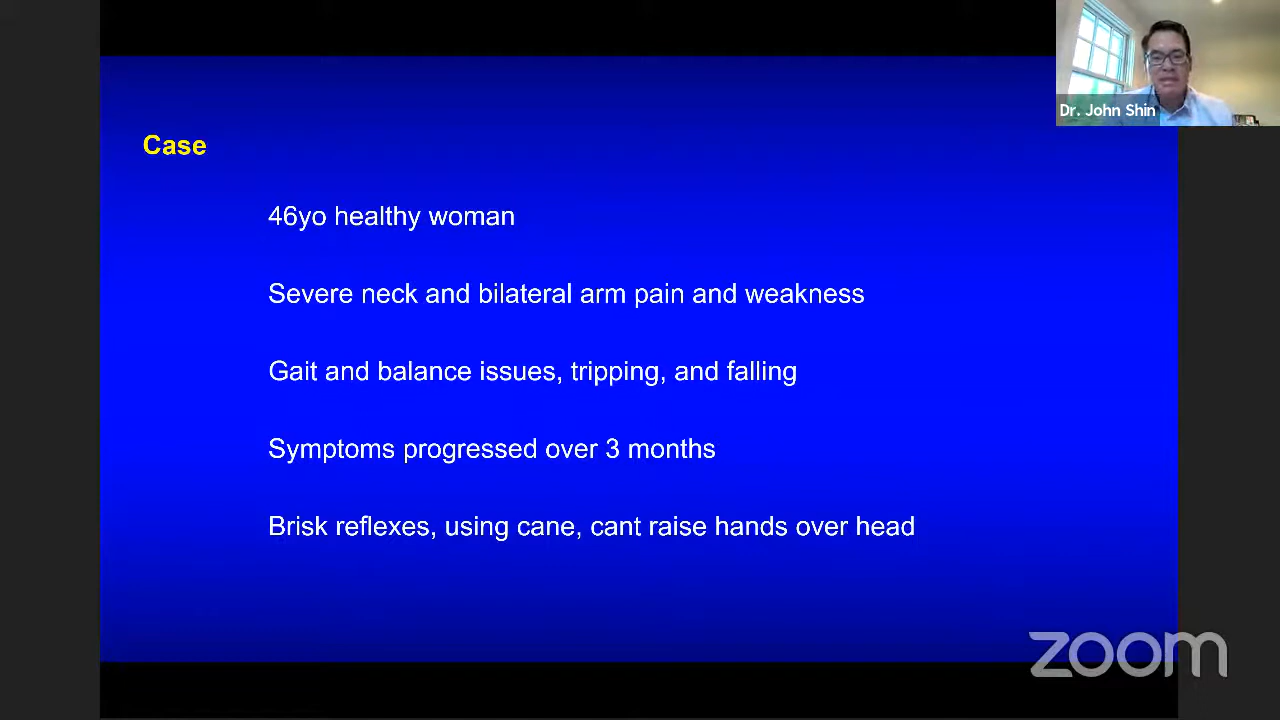 Dr. John Shin
Case
46yo healthy woman
Severe neck and bilateral arm pain and weakness
Gait and balance issues, tripping, and falling
Symptoms progressed over 3 months
Brisk reflexes, using cane, cant raise hands over head
zoom